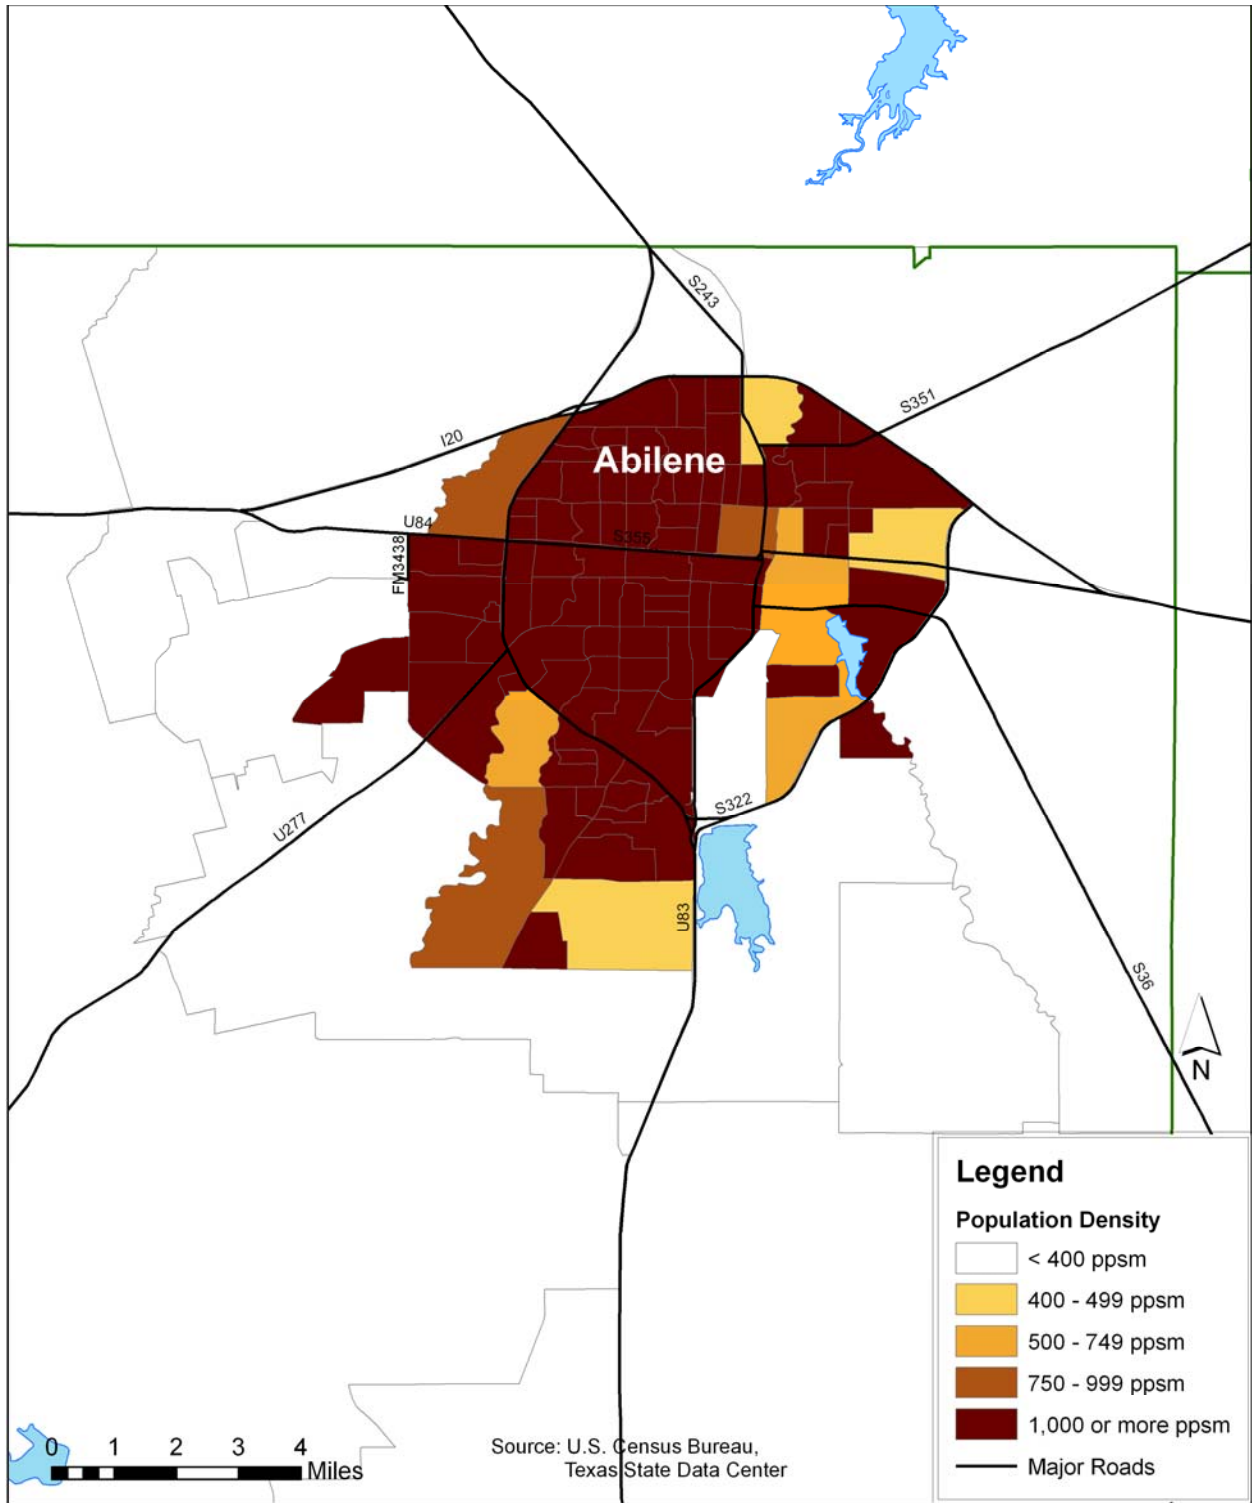 S243
S351
I20
Abilene
U84
S355
FM3438
S322
U277
U83
S36
N
Legend
Population Density
< 400 ppsm
400 - 499 ppsm
500 - 749 ppsm
750 - 999 ppsm
1,000 or more ppsm
Major Roads
0 1 2 3 4
Miles
Source: U.S. Census Bureau,
Texas State Data Center